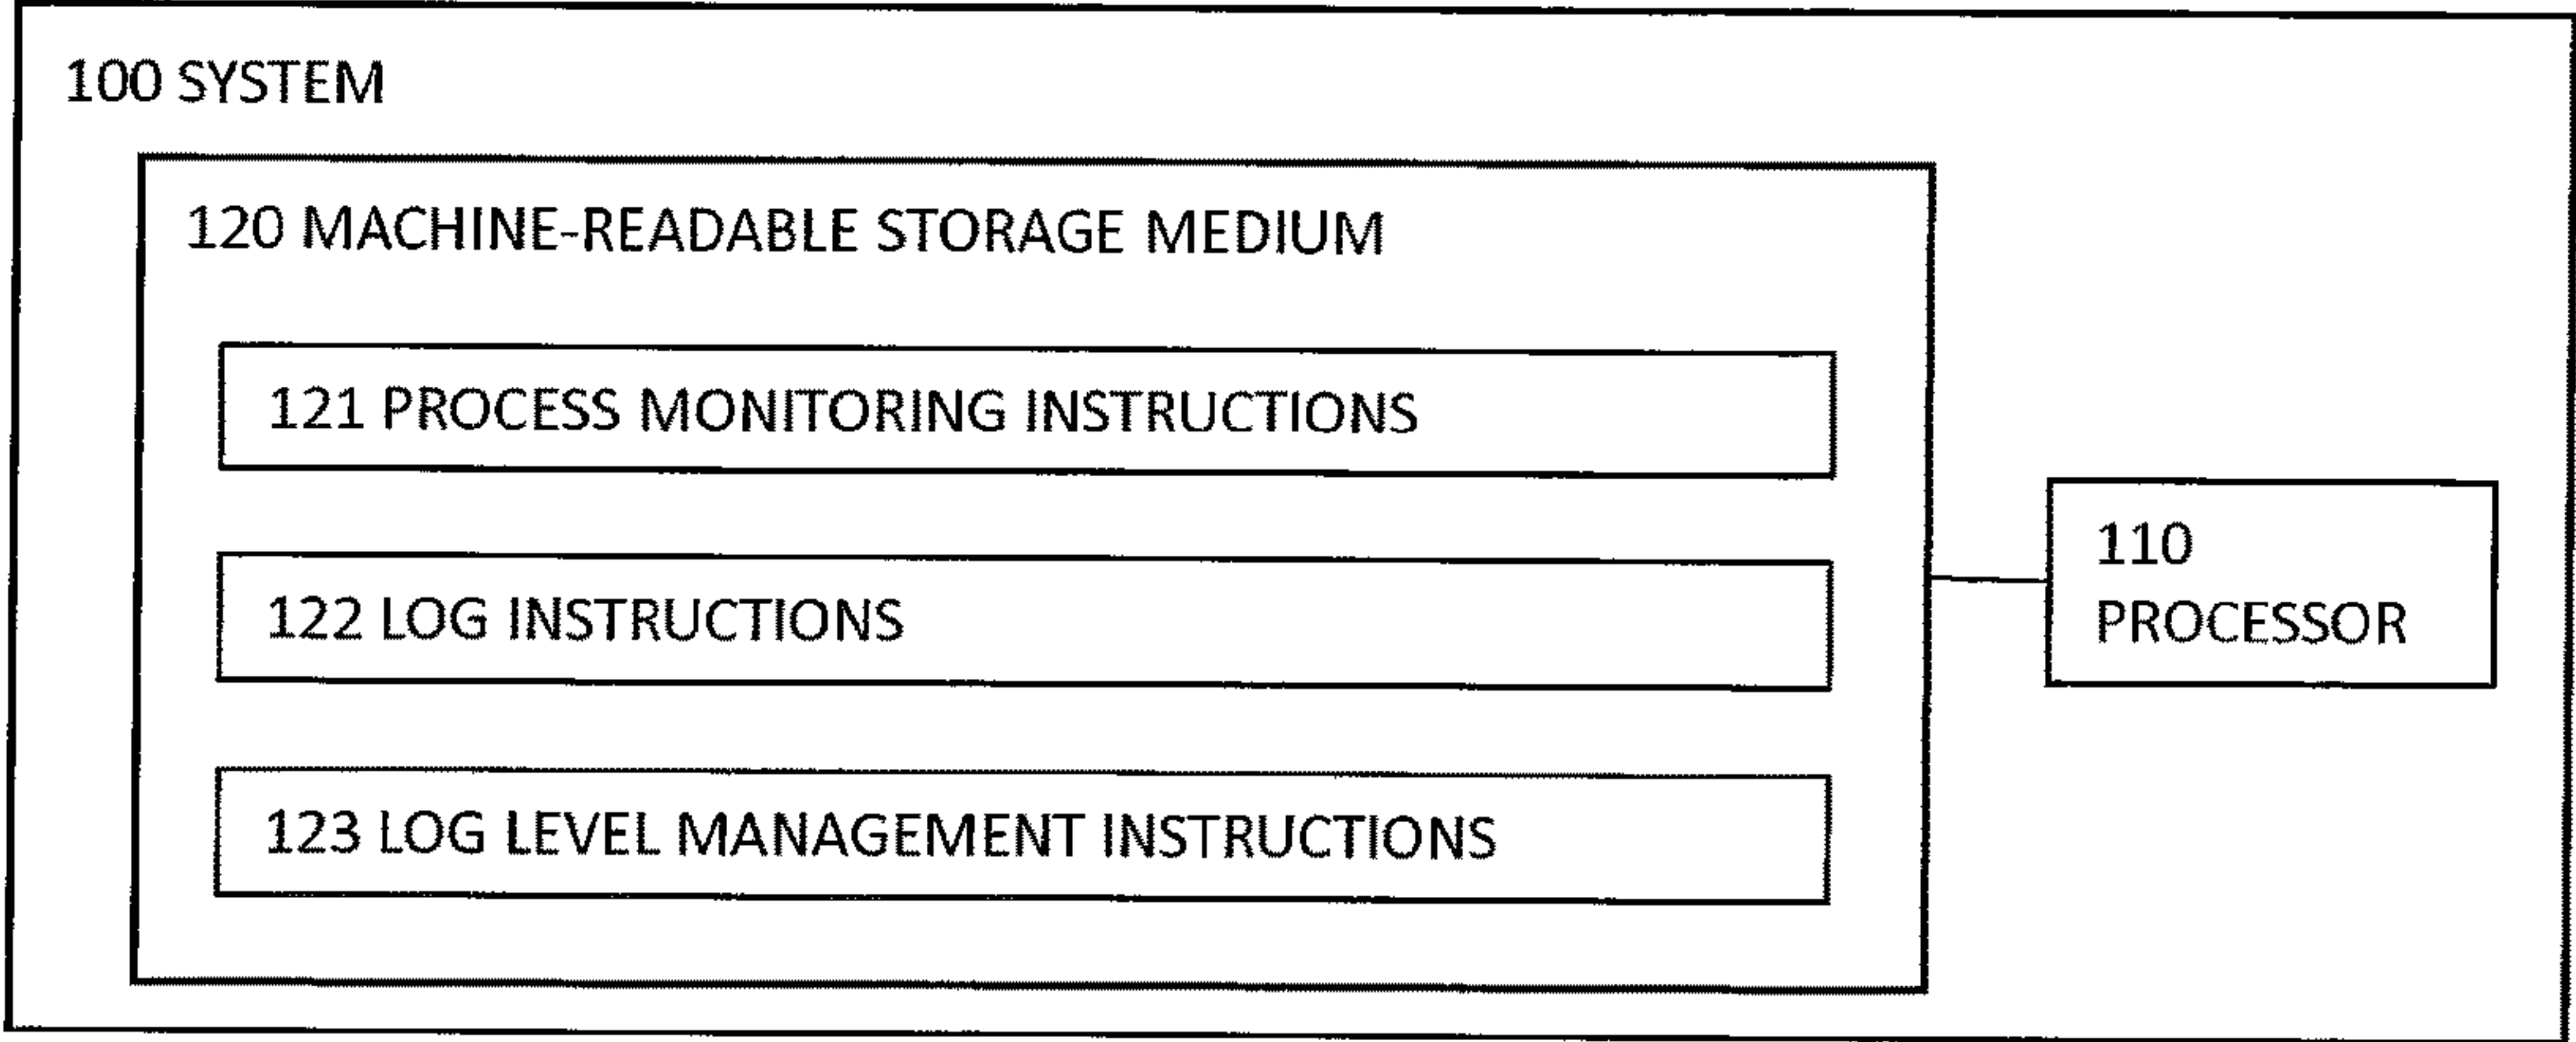 100 SYSTEM
120 MACHINE-READABLE STORAGE MEDIUM
121 PROCESS MONITORING INSTRUCTIONS
122 LOG INSTRUCTIONS
123 LOG LEVEL MANAGEMENT INSTRUCTIONS
110
PROCESSOR